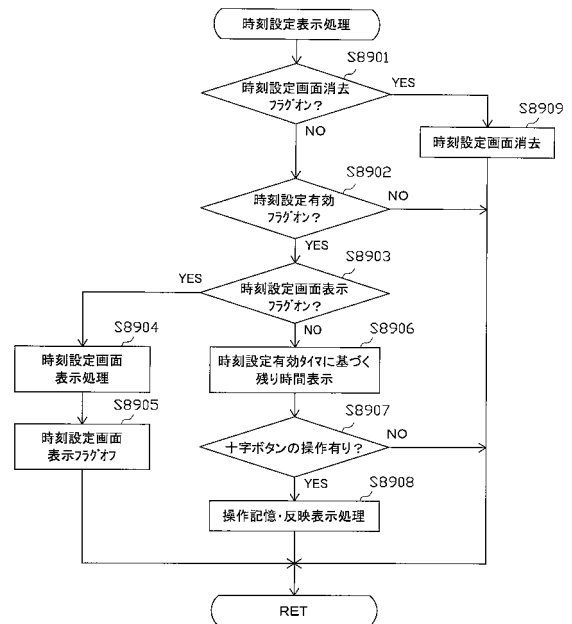 時刻設定表示処理
S8901
時刻設定画面消去
フラグオン?
YES
NO
S8909
時刻設定画面消去
S8902
時刻設定有効
フラグオン?
NO
YES
S8903
時刻設定画面表示
フラグオン?
YES
NO
S8904
時刻設定画面
表示処理
S8906
時刻設定有効タイマに基づく
残り時間表示
S8905
時刻設定画面
表示フラグオフ
S8907
十字ボタンの操作有り?
NO
YES
S8908
操作記憶・反映表示処理
RET